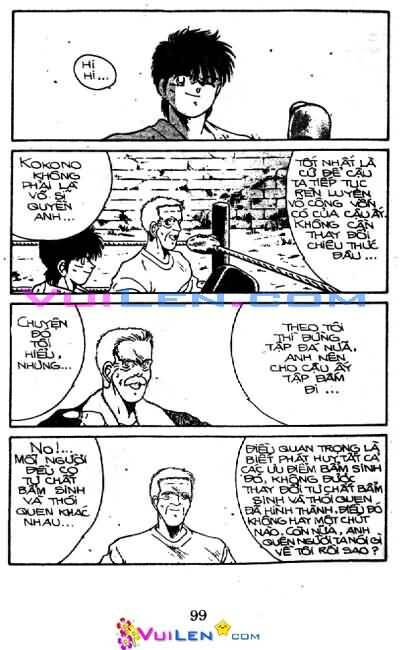 HI
HI...
KOKONO
KHÔNG
PHẢI LÀ
VÕ SĨ
QUYỀN
ANH...
TỐT NHẤT LÀ
CỨ ĐỂ CẬU
TA TIẾP TỤC
RÈN LUYỆN
VÕ CÔNG VỐN
CÓ CỦA CẬU ẤY.
KHÔNG CẦN
THAY ĐỔI
CHIÊU THỨC
ĐÂU...
VUILEN.COM
CHUYỆN
ĐÓ
TÔI
HIỂU,
NHƯNG...
THEO TÔI
THÌ ĐỪNG
TẬP ĐÁ NỮA,
ANH NÊN
CHO CẬU ẤY
TẬP ĐẤM
ĐI...
NO!...
MỖI NGƯỜI
ĐỀU CÓ
TƯ CHẤT
BẨM SINH
VÀ THÓI
QUEN KHÁC
NHAU...
ĐIỀU QUAN TRỌNG LÀ
BIẾT PHÁT HUY TẤT CẢ
CÁC ƯU ĐIỂM BẨM SINH
ĐÓ, KHÔNG ĐƯỢC
THAY ĐỔI TƯ CHẤT BẨM
SINH VÀ THÓI QUEN
ĐÃ HÌNH THÀNH. ĐIỀU ĐÓ
KHÔNG HAY MỘT CHÚT
NÀO. CÒN NỮA, ANH
QUÊN NGƯỜI TA NÓI GÌ
VỀ TÔI RỒI SAO?
99
VUILEN.COM